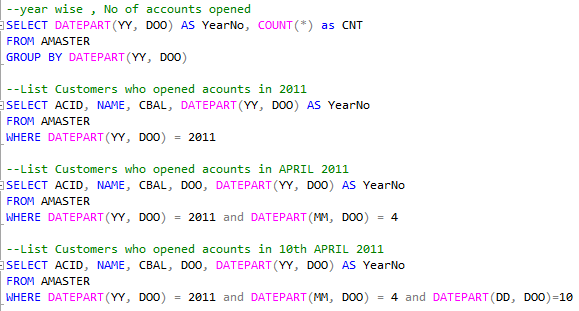 --year wise , No of accounts opened
SELECT DATEPART(YY, DOO) AS YearNo, COUNT(*) as CNT
FROM AMASTER
GROUP BY DATEPART(YY, DOO)
--List Customers who opened acounts in 2011
SELECT ACID, NAME, CBAL, DATEPART(YY, DOO) AS YearNo
FROM AMASTER
WHERE DATEPART(YY, DOO) = 2011
--List Customers who opened acounts in APRIL 2011
SELECT ACID, NAME, CBAL, DOO, DATEPART(YY, DOO) AS YearNo
FROM AMASTER
WHERE DATEPART(YY, DOO) = 2011 and DATEPART(MM, DOO) = 4
--List Customers who opened acounts in 10th APRIL 2011
SELECT ACID, NAME, CBAL, DOO, DATEPART(YY, DOO) AS YearNo
FROM AMASTER
WHERE DATEPART(YY, DOO) = 2011 and DATEPART(MM, DOO) = 4 and DATEPART(DD, DOO)=10